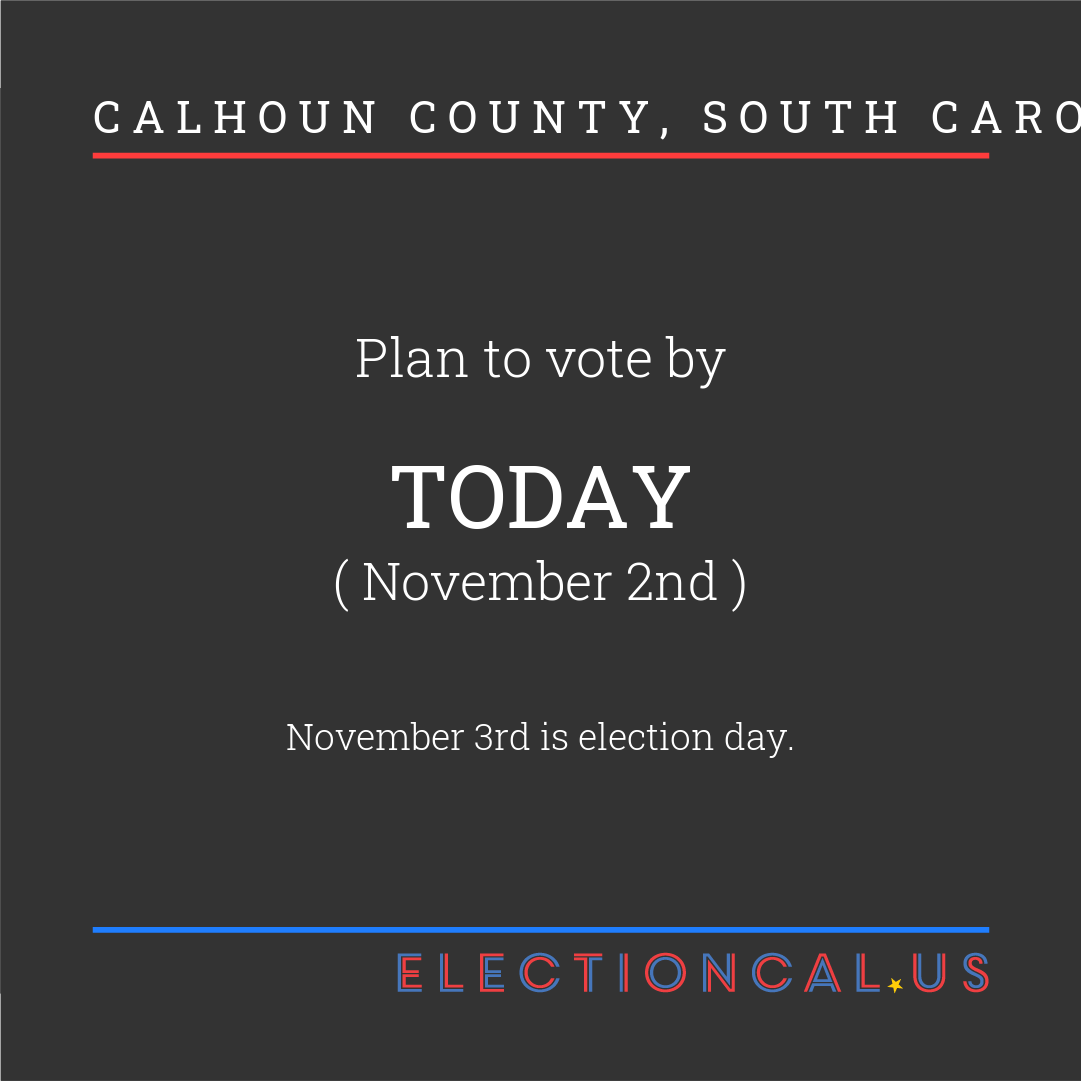 CALHOUN COUNTY, SOUTH CARO
Plan to vote by
TODAY
( November 2nd )
November 3rd is election day.
ELECTIONCAL.US